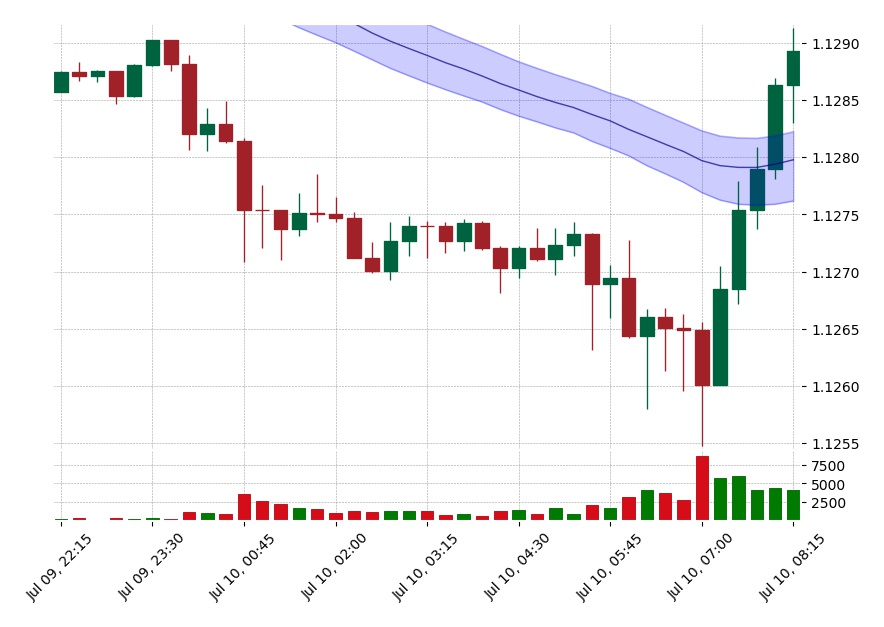 1.1290
1.1285
1.1280
1.1275
1.1270
1.1265
1.1260
1.1255
7500
5000
2500
Jul 09, 22:15
Jul 09, 23:30
Jul 10, 00:45
Jul 10, 02:00
Jul 10, 03:15
Jul 10, 04:30
Jul 10, 05:45
Jul 10, 07:00
Jul 10, 08:15